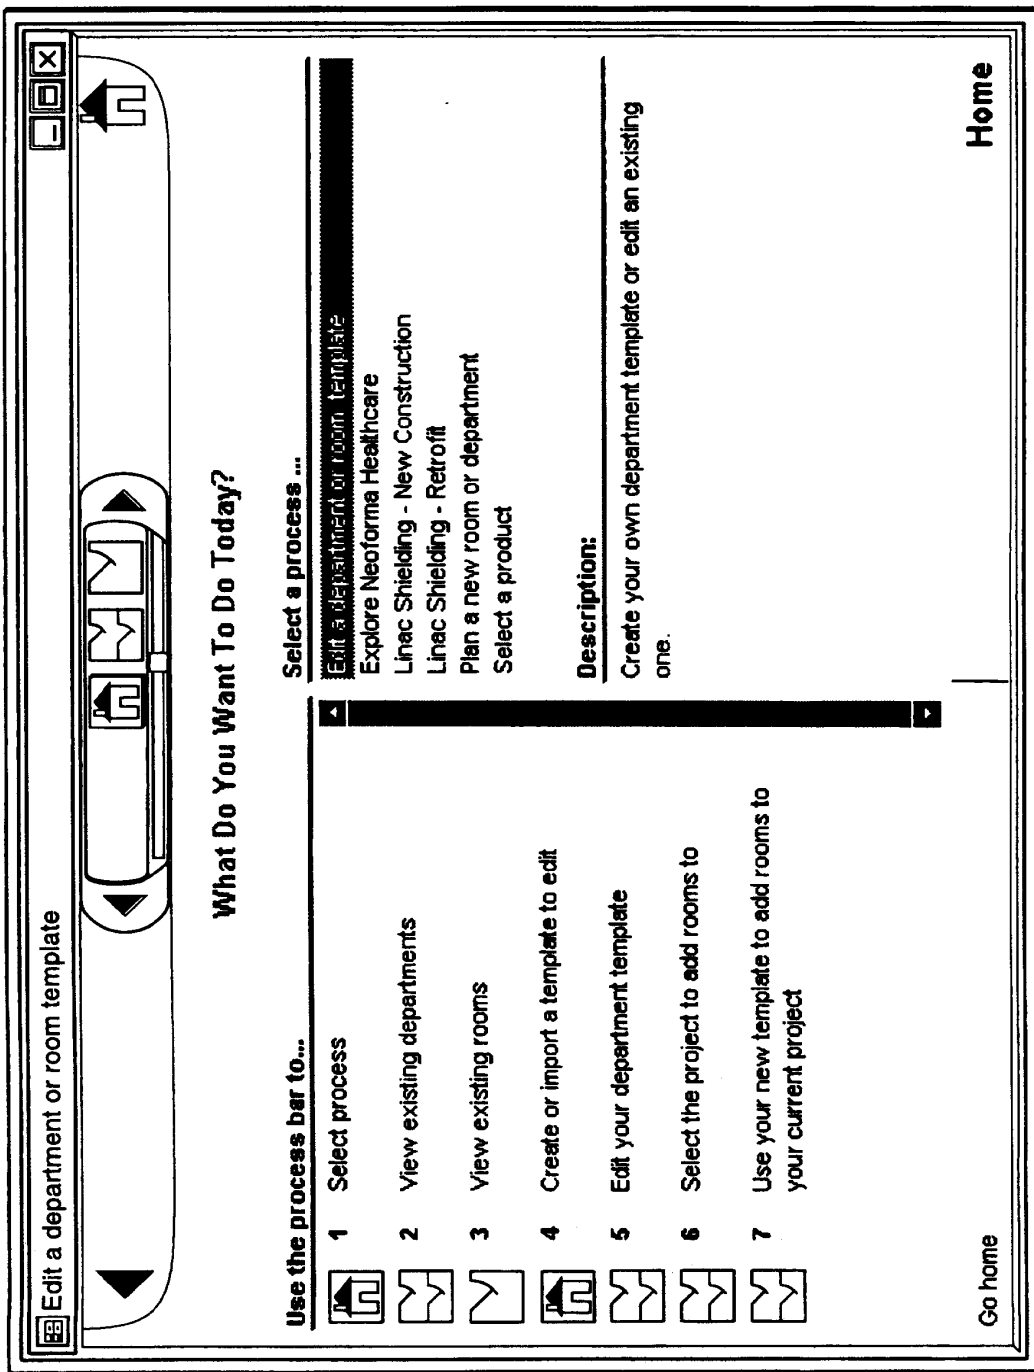 Edit a department or room template
What Do You Want To Do Today?
Use the process bar to...
1 Select process
2 View existing departments
3 View existing rooms
4 Create or import a template to edit
5 Edit your department template
6 Select the project to add rooms to
7 Use your new template to add rooms to
your current project
Select a process ...
Edit a department or room template
Explore Neoforma Healthcare
Linac Shielding - New Construction
Linac Shielding - Retrofit
Plan a new room or department
Select a product
Description:
Create your own department template or edit an existing
one.
Go home
Home